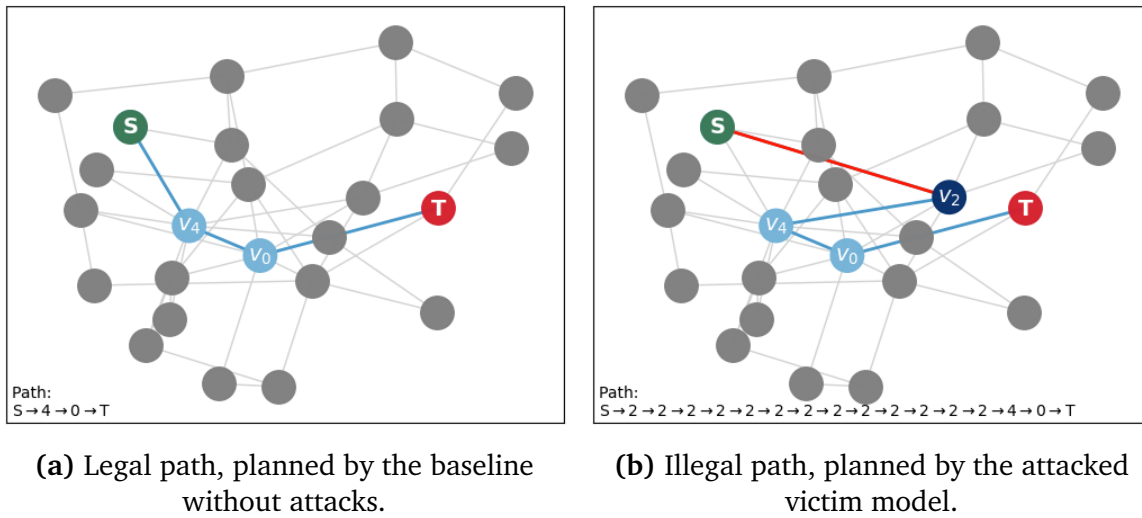 S
v4
v0
T
Path:
S→4→0→T
S
v2
v4
v0
T
Path:
S→2→2→2→2→2→2→2→2→2→2→2→2→2→4→0→T
(a) Legal path, planned by the baseline
without attacks.
(b) Illegal path, planned by the attacked
victim model.